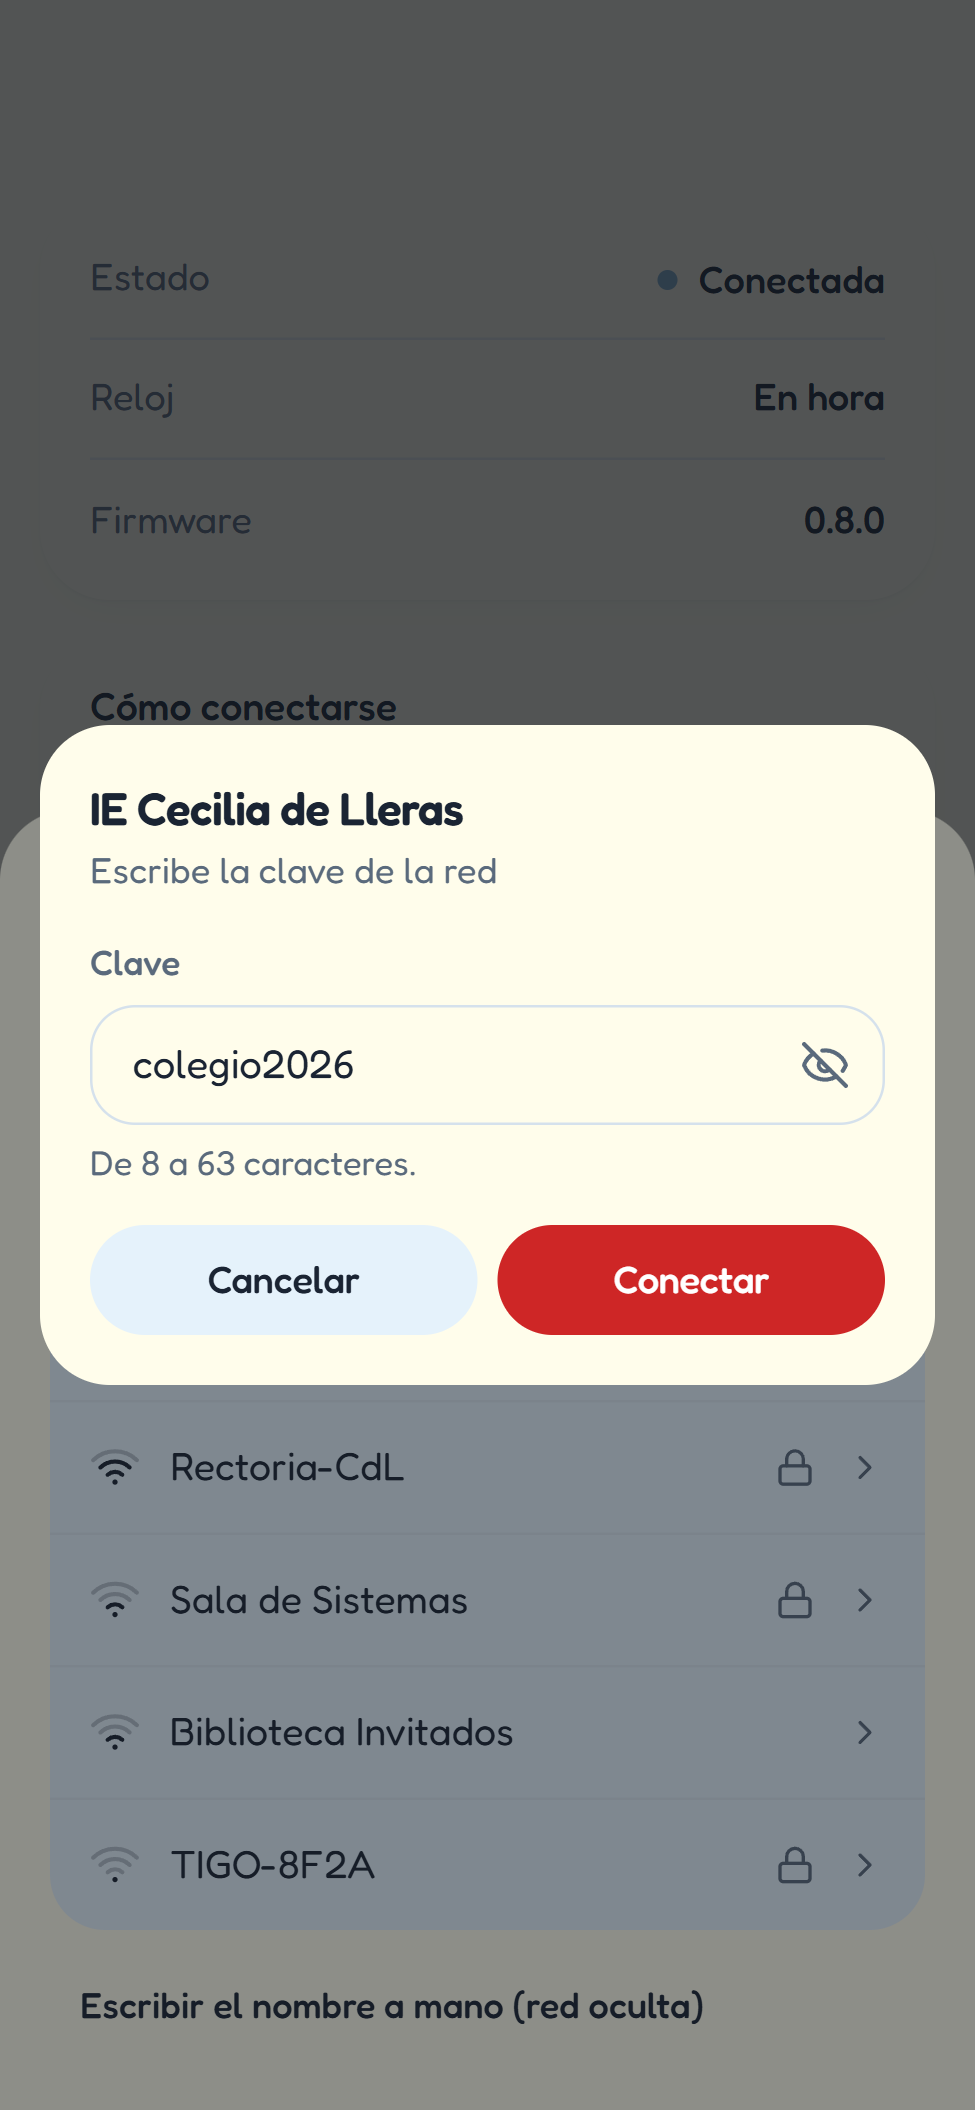 Estado
Conectada
Reloj
En hora
Firmware
0.8.0
Cómo conectarse
IE Cecilia de Lleras
Escribe la clave de la red
Clave
colegio2026
De 8 a 63 caracteres.
Cancelar
Conectar
Rectoria-CdL
Sala de Sistemas
Biblioteca Invitados
TIGO-8F2A
Escribir el nombre a mano (red oculta)